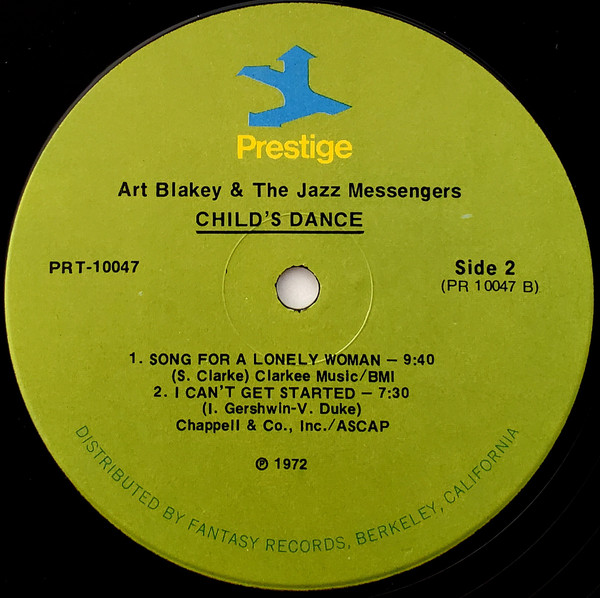 Prestige
Art Blakey & The Jazz Messengers
CHILD'S DANCE
PRT-10047
Side 2
(PR 10047 B)
1. SONG FOR A LONELY WOMAN – 9:40
(S. Clarke) Clarkee Music/BMI
2. I CAN'T GET STARTED – 7:30
(I. Gershwin-V. Duke)
Chappell & Co., Inc./ASCAP
℗ 1972
DISTRIBUTED BY FANTASY RECORDS, BERKELEY, CALIFORNIA